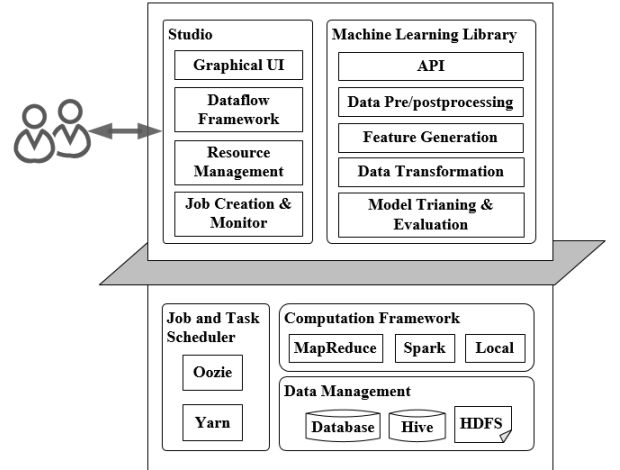 Studio
Graphical UI
Dataflow
Framework
Resource
Management
Job Creation &
Monitor
Machine Learning Library
API
Data Pre/postprocessing
Feature Generation
Data Transformation
Model Trianing &
Evaluation
Job and Task
Scheduler
Oozie
Yarn
Computation Framework
MapReduce
Spark
Local
Data Management
Database
Hive
HDFS